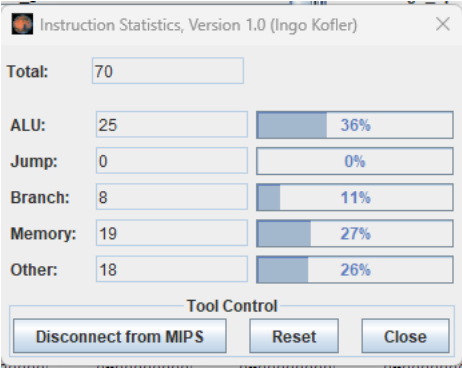 Instruction Statistics, Version 1.0 (Ingo Kofler)
Total: 70
ALU: 25 36%
Jump: 0 0%
Branch: 8 11%
Memory: 19 27%
Other: 18 26%
Tool Control
Disconnect from MIPS Reset Close